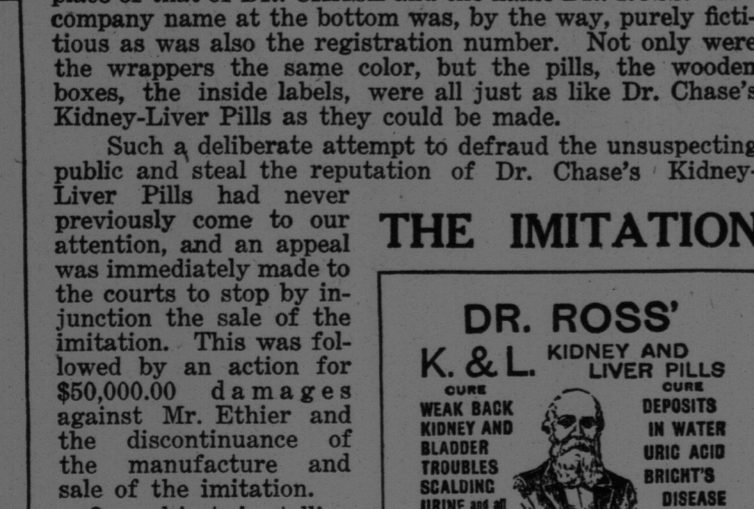 company name at the bottom was, by the way, purely ficti-
tious as was also the registration number. Not only were
the wrappers the same color, but the pills, the wooden
boxes, the inside labels, were all just as like Dr. Chase's
Kidney-Liver Pills as they could be made.
Such a deliberate attempt to defraud the unsuspecting
public and steal the reputation of Dr. Chase's Kidney-
Liver Pills had never
previously come to our
attention, and an appeal
was immediately made to
the courts to stop by in-
junction the sale of the
imitation. This was fol-
lowed by an action for
$50,000.00 damages
against Mr. Ethier and
the discontinuance of
the manufacture and
sale of the imitation.
THE IMITATION
DR. ROSS'
K. & L. KIDNEY AND
LIVER PILLS
CURE
WEAK BACK
KIDNEY AND
BLADDER
TROUBLES
SCALDING
URINE and all
CURE
DEPOSITS
IN WATER
URIC ACID
BRIGHT'S
DISEASE